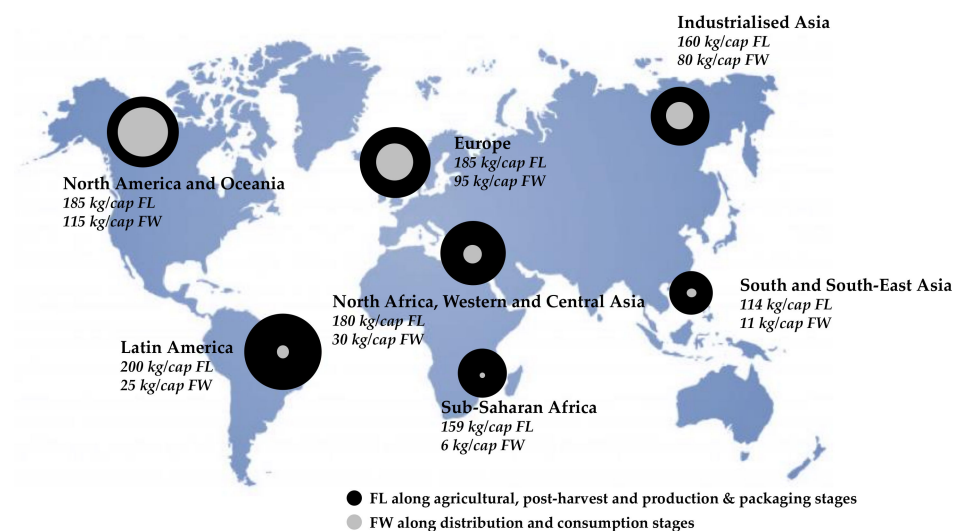 Industrialised Asia
160 kg/cap FL
80 kg/cap FW
Europe
185 kg/cap FL
95 kg/cap FW
North America and Oceania
185 kg/cap FL
115 kg/cap FW
South and South-East Asia
114 kg/cap FL
11 kg/cap FW
North Africa, Western and Central Asia
180 kg/cap FL
30 kg/cap FW
Latin America
200 kg/cap FL
25 kg/cap FW
Sub-Saharan Africa
159 kg/cap FL
6 kg/cap FW
FL along agricultural, post-harvest and production & packaging stages
FW along distribution and consumption stages